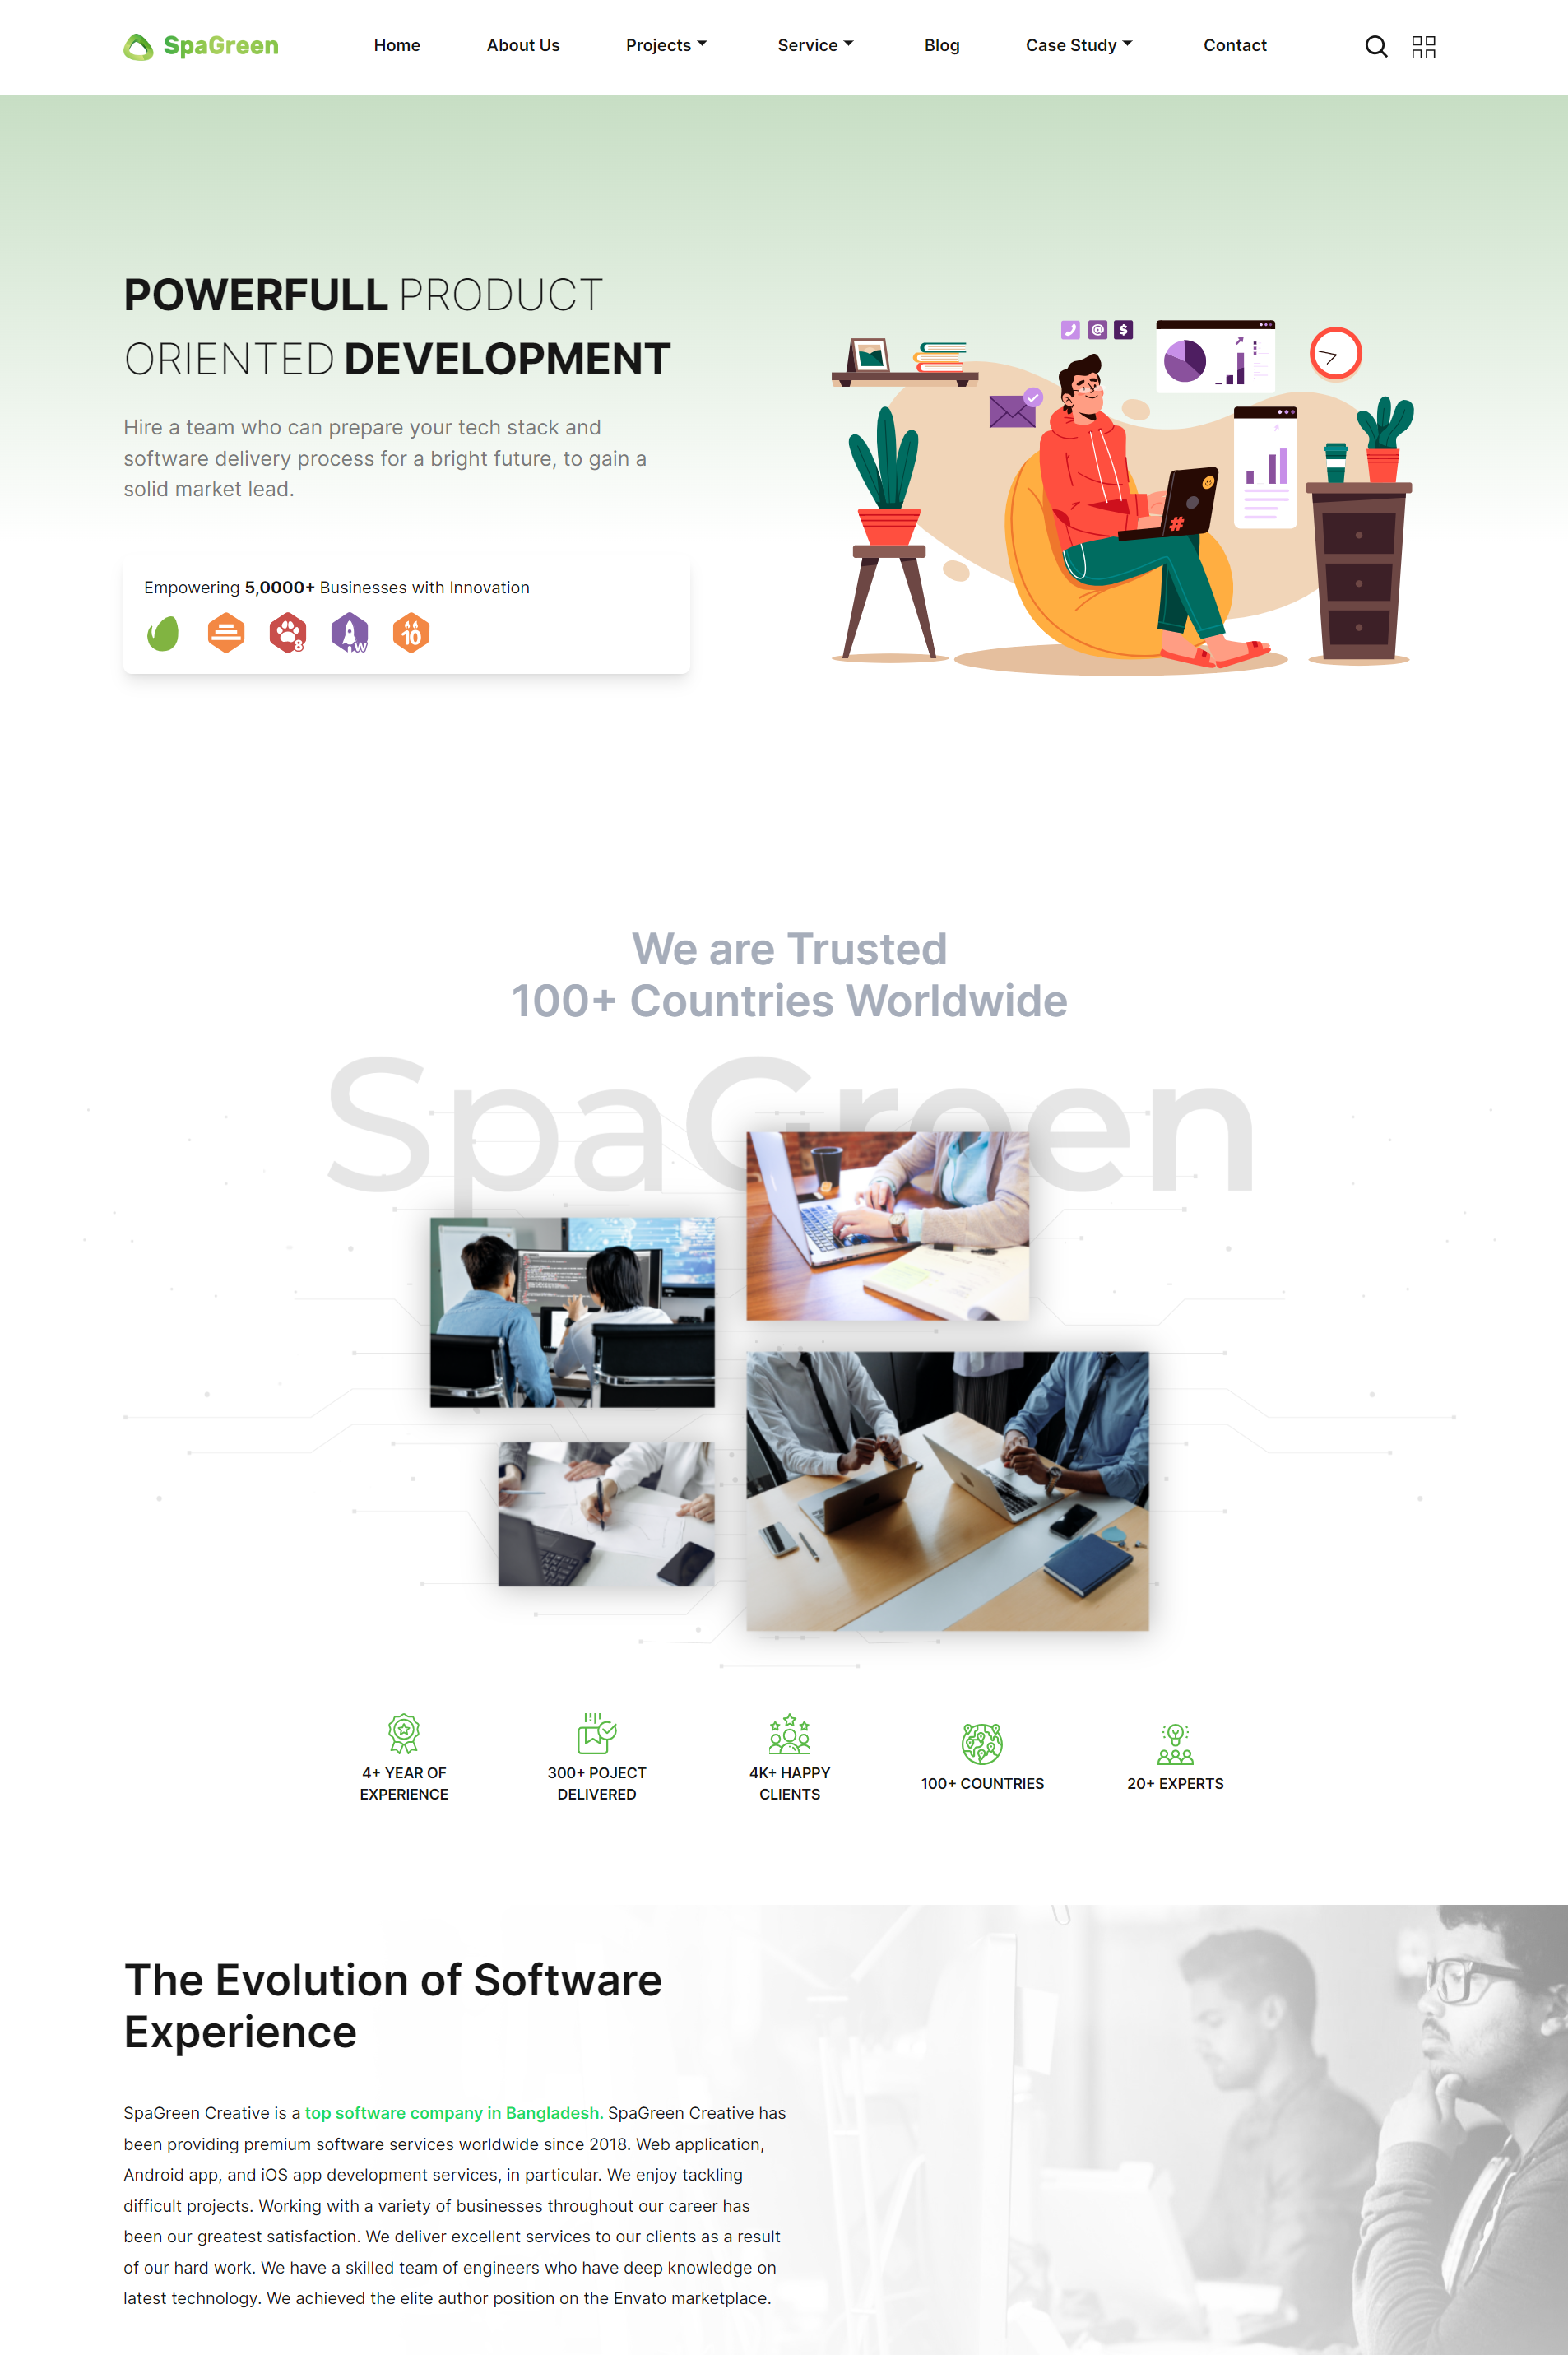 SpaGreen
Home
About Us
Projects
Service
Blog
Case Study
Contact
POWERFULL PRODUCT
ORIENTED DEVELOPMENT
Hire a team who can prepare your tech stack and
software delivery process for a bright future, to gain a
solid market lead.
Empowering 5,0000+ Businesses with Innovation
8
W
10
@
$
#
We are Trusted
100+ Countries Worldwide
SpaGreen
4+ YEAR OF
EXPERIENCE
300+ POJECT
DELIVERED
4K+ HAPPY
CLIENTS
100+ COUNTRIES
20+ EXPERTS
The Evolution of Software
Experience
SpaGreen Creative is a top software company in Bangladesh. SpaGreen Creative has
been providing premium software services worldwide since 2018. Web application,
Android app, and iOS app development services, in particular. We enjoy tackling
difficult projects. Working with a variety of businesses throughout our career has
been our greatest satisfaction. We deliver excellent services to our clients as a result
of our hard work. We have a skilled team of engineers who have deep knowledge on
latest technology. We achieved the elite author position on the Envato marketplace.